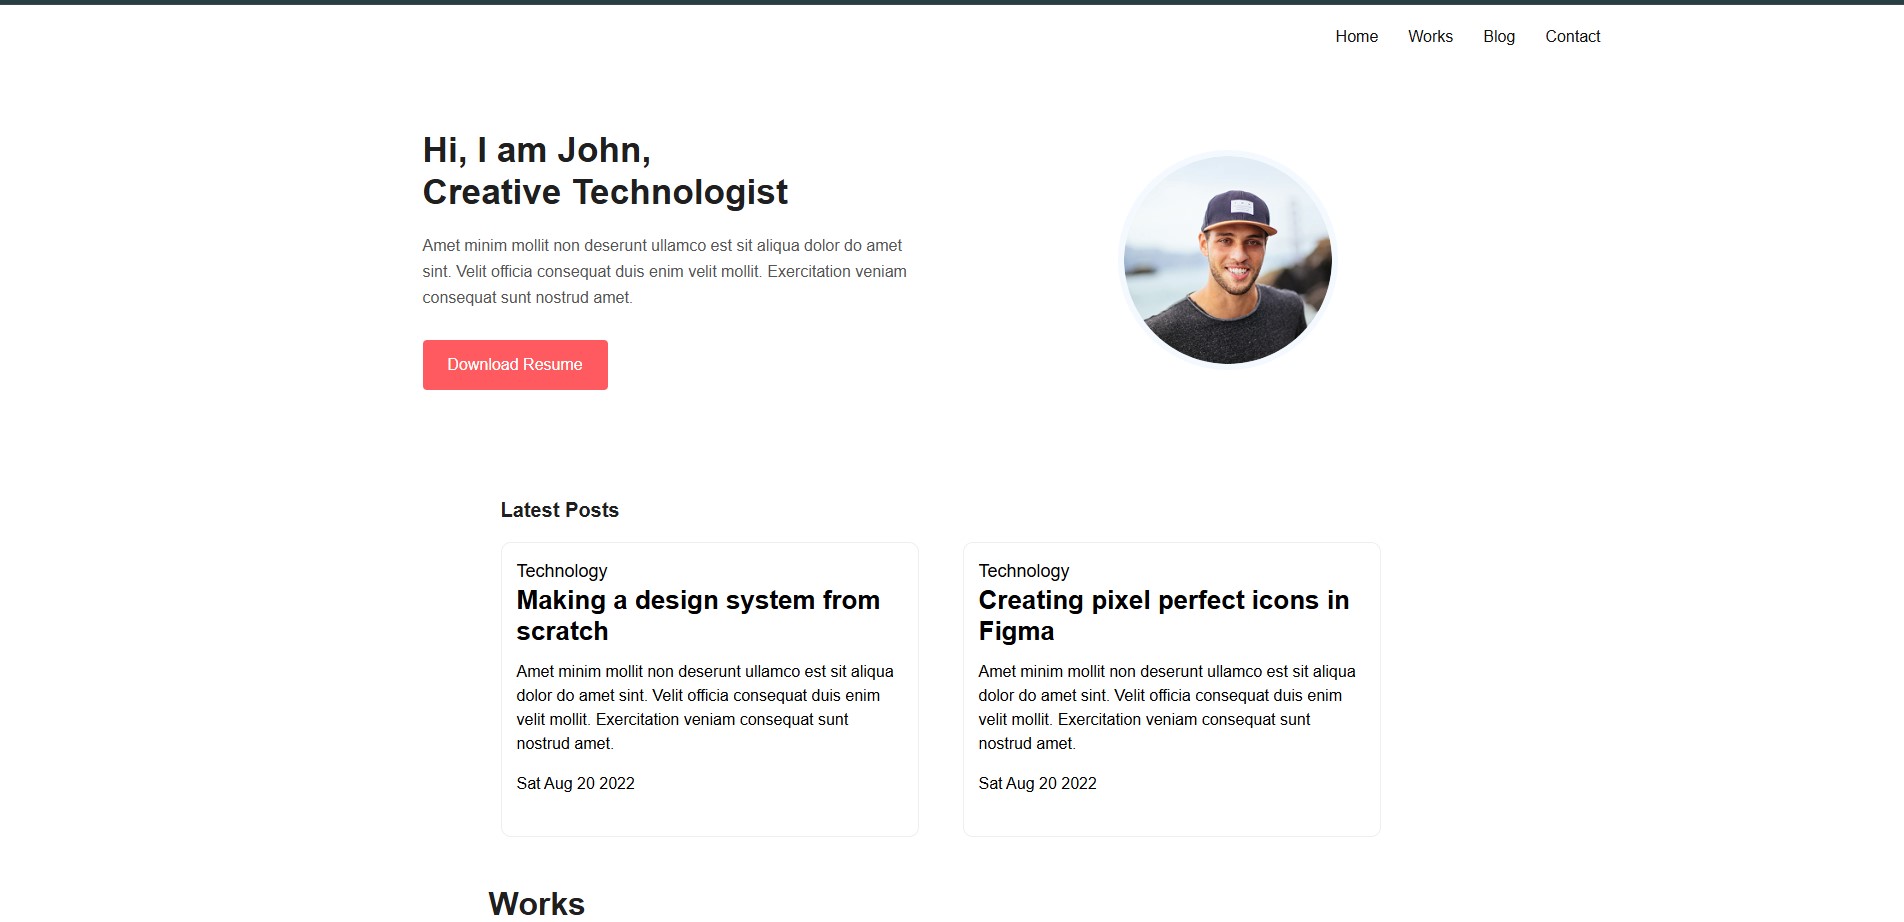 Home Works Blog Contact
Hi, I am John,
Creative Technologist
Amet minim mollit non deserunt ullamco est sit aliqua dolor do amet
sint. Velit officia consequat duis enim velit mollit. Exercitation veniam
consequat sunt nostrud amet.
Download Resume
Latest Posts
Technology
Making a design system from
scratch
Amet minim mollit non deserunt ullamco est sit aliqua
dolor do amet sint. Velit officia consequat duis enim
velit mollit. Exercitation veniam consequat sunt
nostrud amet.
Sat Aug 20 2022
Technology
Creating pixel perfect icons in
Figma
Amet minim mollit non deserunt ullamco est sit aliqua
dolor do amet sint. Velit officia consequat duis enim
velit mollit. Exercitation veniam consequat sunt
nostrud amet.
Sat Aug 20 2022
Works